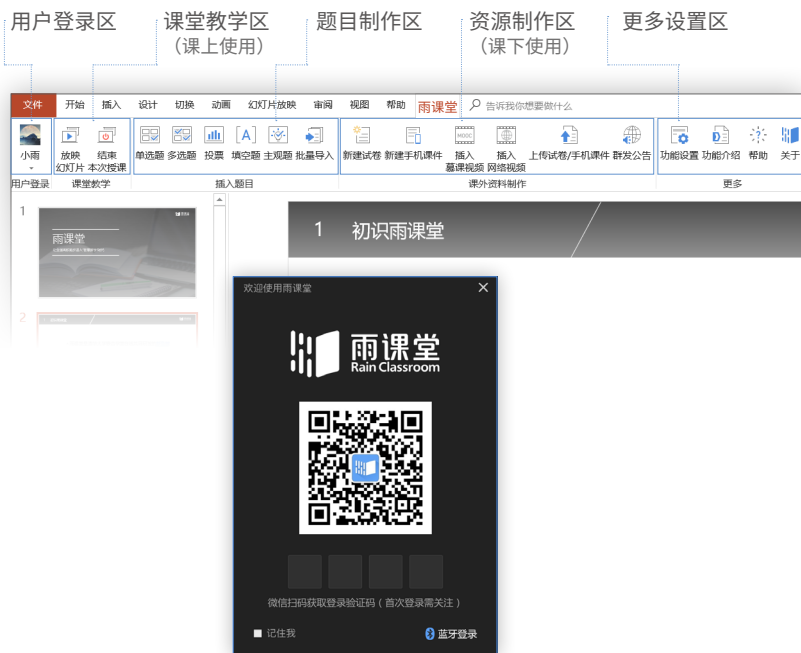 用户登录区 课堂教学区 题目制作区 资源制作区 更多设置区
（课上使用） （课下使用）
文件 开始 插入 设计 切换 动画 幻灯片放映 审阅 视图 帮助 雨课堂 告诉我你想要做什么
MOOC
小雨 放映 结束 单选题 多选题 投票 填空题 主观题 批量导入 新建试卷 新建手机课件 插入 插入 上传试卷/手机课件 群发公告 功能设置 功能介绍 帮助 关于
幻灯片 本次授课 慕课视频 网络视频
用户登录 课堂教学 插入题目 课外资料制作 更多
1
雨课堂
2
1 初识雨课堂
欢迎使用雨课堂
雨课堂
Rain Classroom
微信扫码获取登录验证码（首次登录需关注）
记住我 蓝牙登录